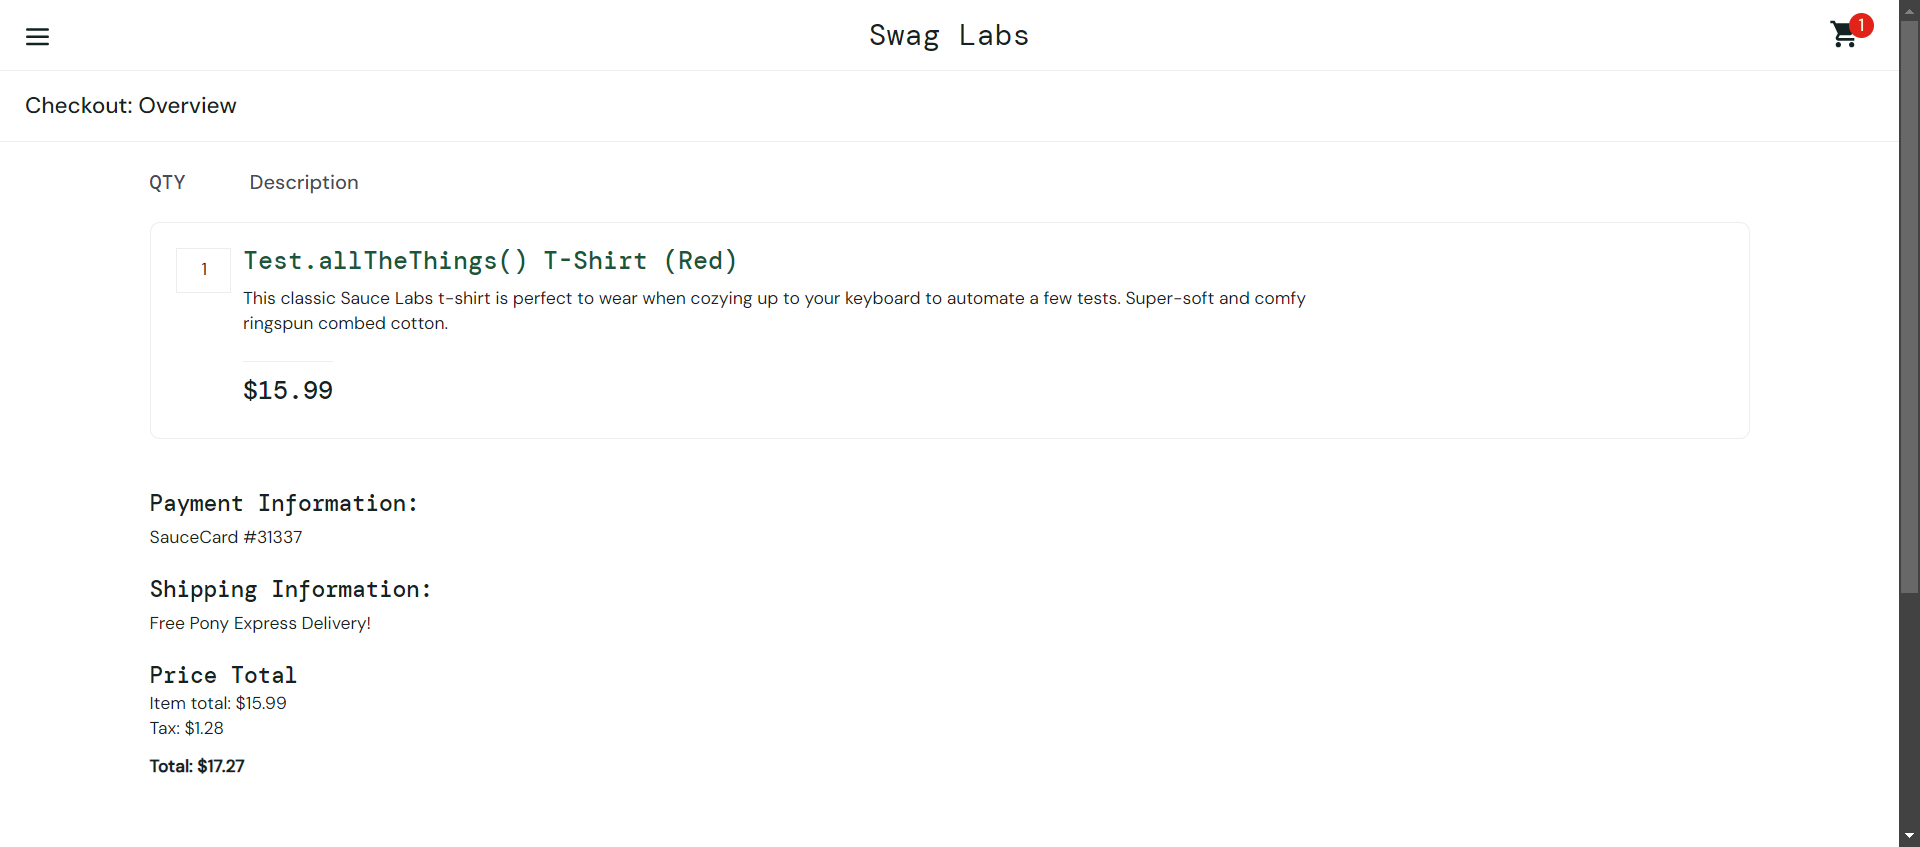 Swag Labs
1
Checkout: Overview
QTY Description
1
Test.allTheThings() T-Shirt (Red)
This classic Sauce Labs t-shirt is perfect to wear when cozying up to your keyboard to automate a few tests. Super-soft and comfy
ringspun combed cotton.
$15.99
Payment Information:
SauceCard #31337
Shipping Information:
Free Pony Express Delivery!
Price Total
Item total: $15.99
Tax: $1.28
Total: $17.27